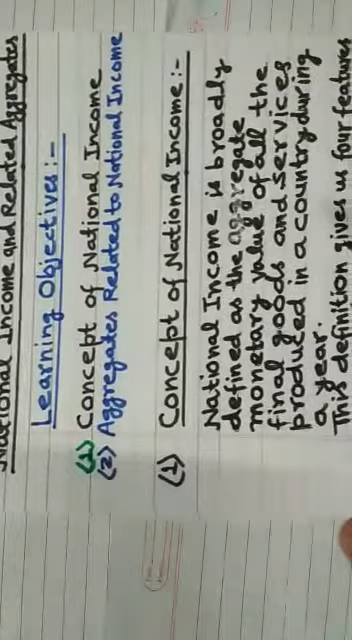 National Income and Related Aggregates
Learning Objectives:-
(1) Concept of National Income
(2) Aggregates Related to National Income
(1) Concept of National Income:-
National Income is broadly
defined as the aggregate
monetary value of all the
final goods and services
produced in a country during
a year.
This definition gives us four features